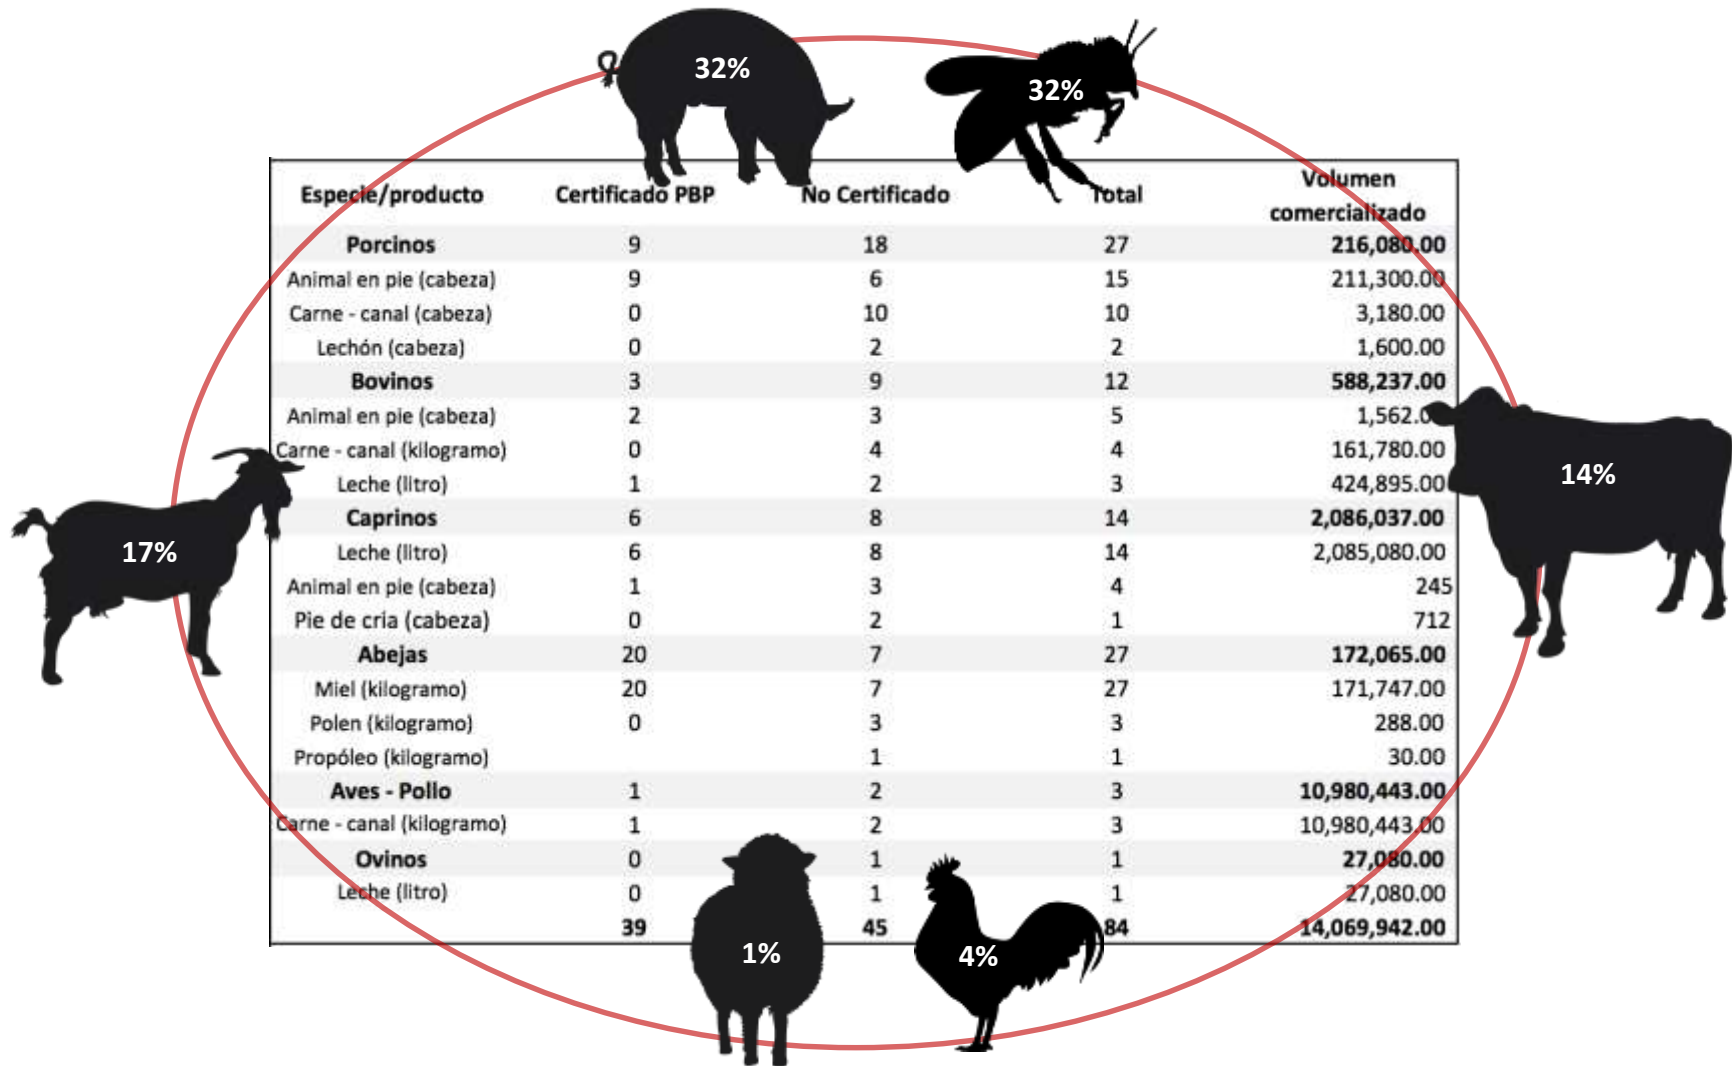 32%
32%
Especie/producto Certificado PBP No Certificado Total Volumen comercializado
Porcinos 9 18 27 216,080.00
Animal en pie (cabeza) 9 6 15 211,300.00
Carne - canal (cabeza) 0 10 10 3,180.00
Lechón (cabeza) 0 2 2 1,600.00
Bovinos 3 9 12 588,237.00
Animal en pie (cabeza) 2 3 5 1,562.0
Carne - canal (kilogramo) 0 4 4 161,780.00
Leche (litro) 1 2 3 424,895.00
14%
Caprinos 6 8 14 2,086,037.00
17%
Leche (litro) 6 8 14 2,085,080.00
Animal en pie (cabeza) 1 3 4 245
Pie de cria (cabeza) 0 2 1 712
Abejas 20 7 27 172,065.00
Miel (kilogramo) 20 7 27 171,747.00
Polen (kilogramo) 0 3 3 288.00
Propóleo (kilogramo) 1 1 30.00
Aves - Pollo 1 2 3 10,980,443.00
Carne - canal (kilogramo) 1 2 3 10,980,443.00
Ovinos 0 1 1 27,080.00
Leche (litro) 0 1 1 27,080.00
39 45 84 14,069,942.00
1%
4%